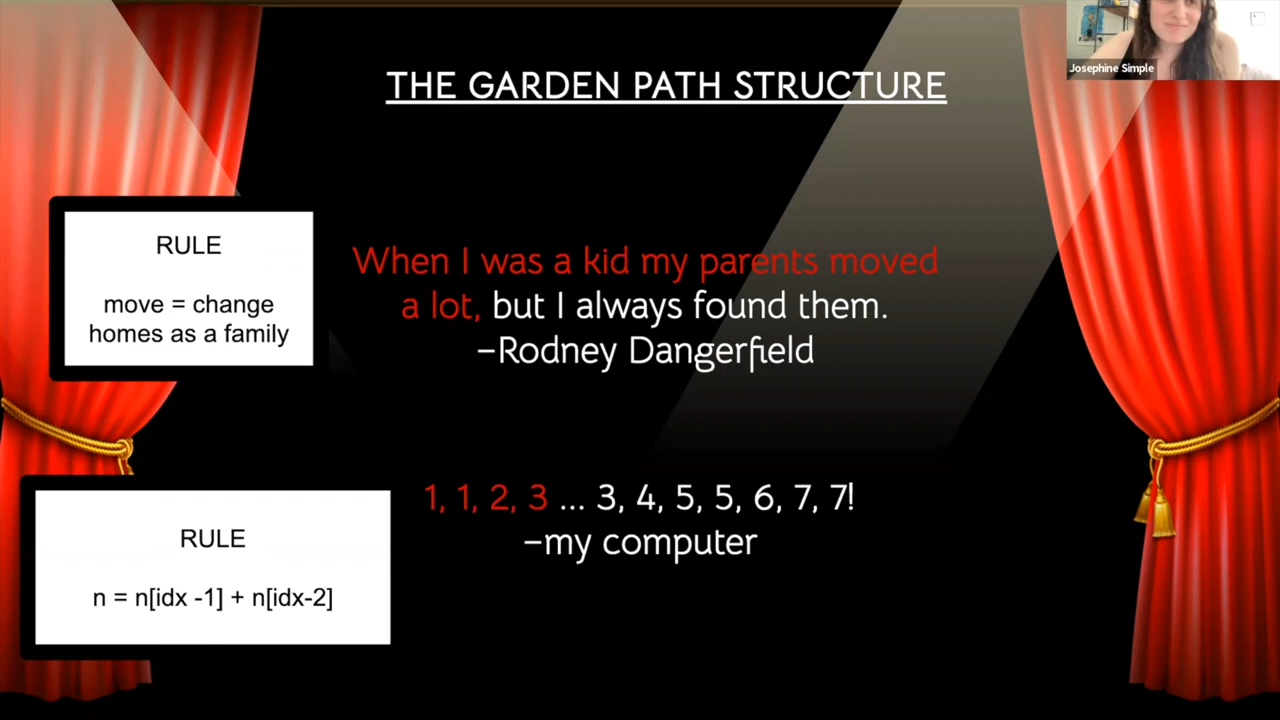 THE GARDEN PATH STRUCTURE
Josephine Simple
RULE
move = change
homes as a family
When I was a kid my parents moved
a lot, but I always found them.
–Rodney Dangerfield
RULE
n = n[idx -1] + n[idx-2]
1, 1, 2, 3 ... 3, 4, 5, 5, 6, 7, 7!
–my computer